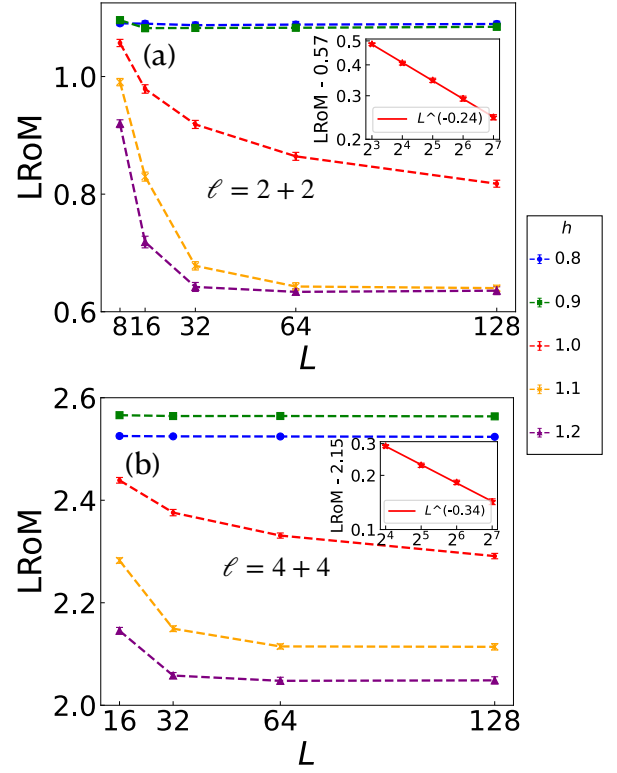 (a)
LRoM
1.0
0.8
0.6
ℓ = 2 + 2
8 16 32 64 128
L
LRoM - 0.57
0.5
0.4
0.3
0.2
L^(-0.24)
2^3 2^4 2^5 2^6 2^7
h
0.8
0.9
1.0
1.1
1.2
(b)
LRoM
2.6
2.4
2.2
2.0
ℓ = 4 + 4
16 32 64 128
L
LRoM - 2.15
0.3
0.2
0.1
L^(-0.34)
2^4 2^5 2^6 2^7